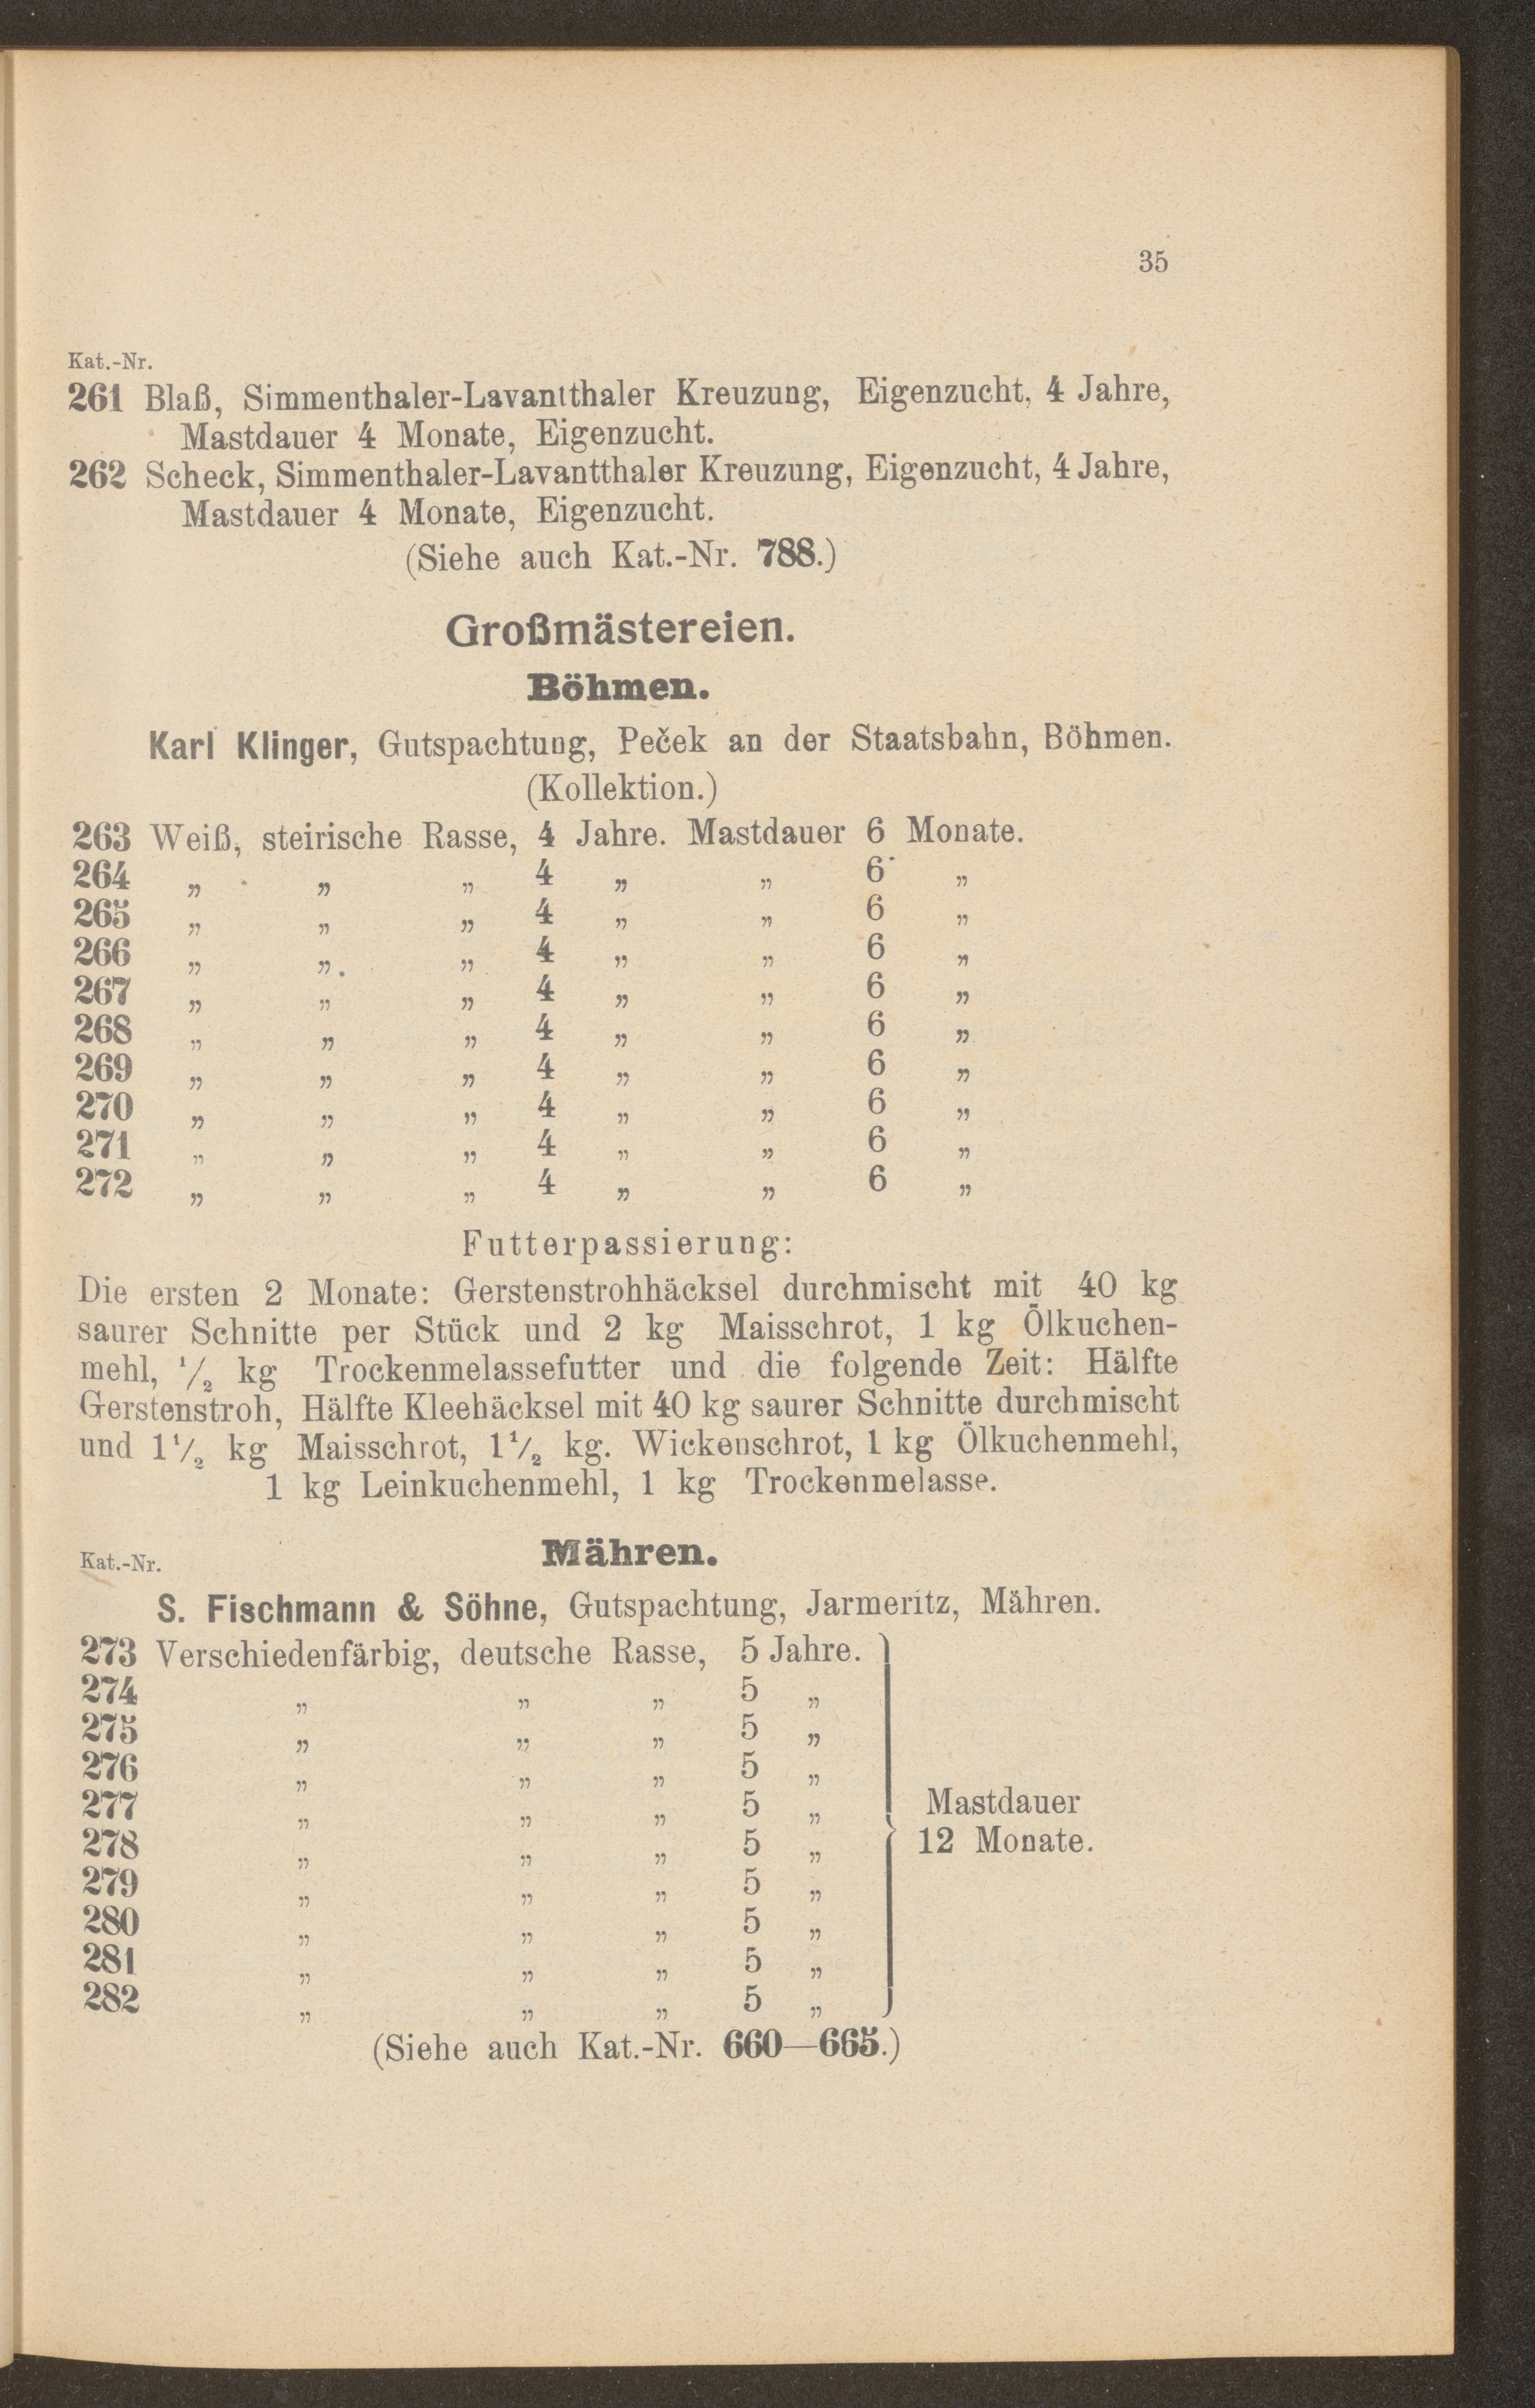 35
Kat.-Nr.
261 Blaß, Simmenthaler-Lavantthaler Kreuzung, Eigenzucht, 4 Jahre,
Mastdauer 4 Monate, Eigenzucht.
262 Scheck, Simmenthaler-Lavantthaler Kreuzung, Eigenzucht, 4 Jahre,
Mastdauer 4 Monate, Eigenzucht.
(Siehe auch Kat.-Nr. 788.)
Großmästereien.
Böhmen.
Karl Klinger, Gutspachtung, Peček an der Staatsbahn, Böhmen.
(Kollektion.)
263 Weiß, steirische Rasse, 4 Jahre. Mastdauer 6 Monate.
264 „ „ „ 4 „ „ 6 „
265 „ „ „ 4 „ „ 6 „
266 „ „ „ 4 „ „ 6 „
267 „ „ „ 4 „ „ 6 „
268 „ „ „ 4 „ „ 6 „
269 „ „ „ 4 „ „ 6 „
270 „ „ „ 4 „ „ 6 „
271 „ „ „ 4 „ „ 6 „
272 „ „ „ 4 „ „ 6 „
Futterpassierung:
Die ersten 2 Monate: Gerstenstrohhäcksel durchmischt mit 40 kg
saurer Schnitte per Stück und 2 kg Maisschrot, 1 kg Ölkuchen-
mehl, 1/2 kg Trockenmelassefutter und die folgende Zeit: Hälfte
Gerstenstroh, Hälfte Kleehäcksel mit 40 kg saurer Schnitte durchmischt
und 1 1/2 kg Maisschrot, 1 1/2 kg. Wickenschrot, 1 kg Ölkuchenmehl,
1 kg Leinkuchenmehl, 1 kg Trockenmelasse.
Mähren.
Kat.-Nr.
S. Fischmann & Söhne, Gutspachtung, Jarmeritz, Mähren.
273 Verschiedenfärbig, deutsche Rasse, 5 Jahre.
274 „ „ „ 5 „
275 „ „ „ 5 „
276 „ „ „ 5 „
277 „ „ „ 5 „
278 „ „ „ 5 „
279 „ „ „ 5 „
280 „ „ „ 5 „
281 „ „ „ 5 „
282 „ „ „ 5 „
Mastdauer
12 Monate.
(Siehe auch Kat.-Nr. 660—665.)